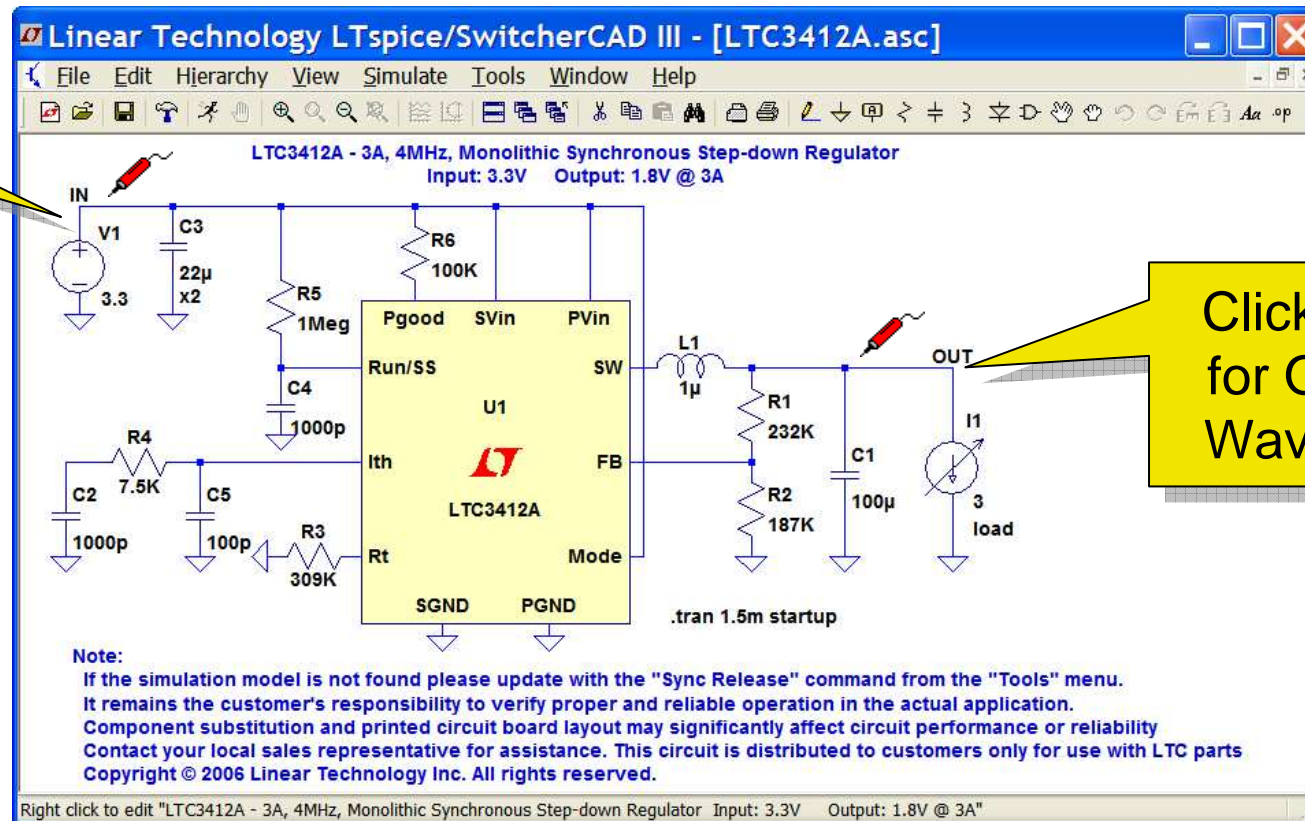 Linear Technology LTspice/SwitcherCAD III - [LTC3412A.asc]
File Edit Hierarchy View Simulate Tools Window Help
Aa .op
LTC3412A - 3A, 4MHz, Monolithic Synchronous Step-down Regulator
Input: 3.3V Output: 1.8V @ 3A
IN
V1
3.3
C3
22µ
x2
R5
1Meg
R6
100K
Pgood SVin PVin
Run/SS
SW
L1
1µ
OUT
C4
1000p
U1
R1
232K
I1
3
load
R4
7.5K
Ith
FB
C1
100µ
C2
1000p
C5
100p
LTC3412A
R2
187K
R3
309K
Rt
Mode
SGND PGND
.tran 1.5m startup
Click
for
Wav
Note:
If the simulation model is not found please update with the "Sync Release" command from the "Tools" menu.
It remains the customer's responsibility to verify proper and reliable operation in the actual application.
Component substitution and printed circuit board layout may significantly affect circuit performance or reliability
Contact your local sales representative for assistance. This circuit is distributed to customers only for use with LTC parts
Copyright © 2006 Linear Technology Inc. All rights reserved.
Right click to edit "LTC3412A - 3A, 4MHz, Monolithic Synchronous Step-down Regulator Input: 3.3V Output: 1.8V @ 3A"